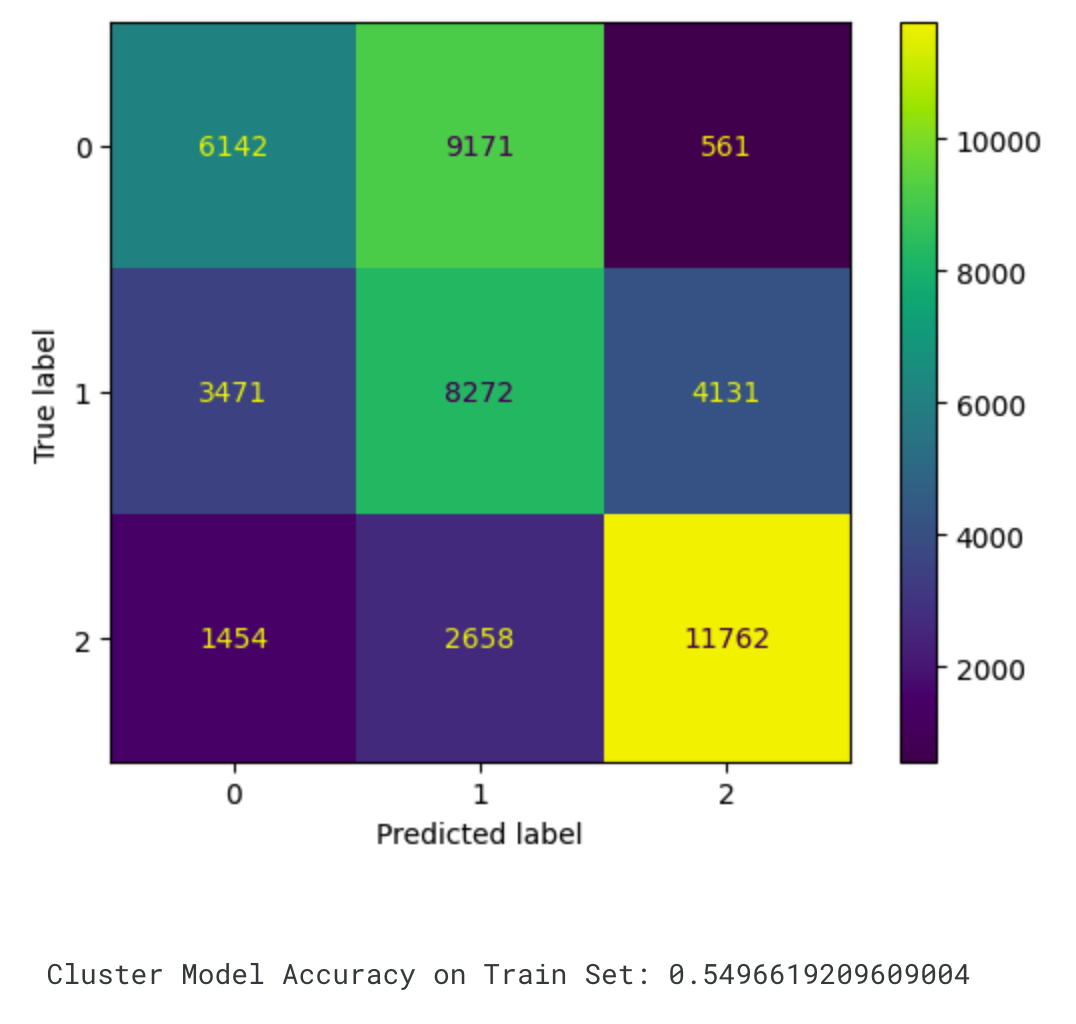 0 6142 9171 561
10000
8000
True label
1 3471 8272 4131
6000
4000
2 1454 2658 11762
2000
0 1 2
Predicted label
Cluster Model Accuracy on Train Set: 0.5496619209609004